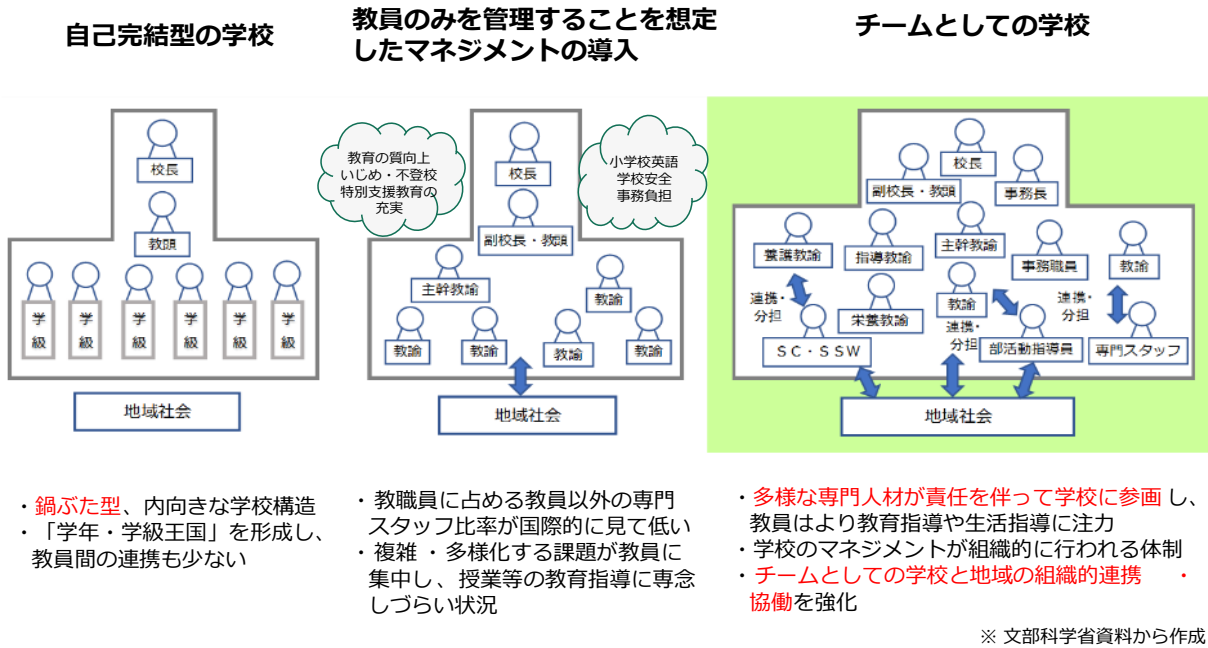 自己完結型の学校
校長
教頭
学級
学級
学級
学級
学級
学級
地域社会
・鍋ぶた型、内向きな学校構造
・「学年・学級王国」を形成し、
教員間の連携も少ない
教員のみを管理することを想定
したマネジメントの導入
教育の質向上
いじめ・不登校
特別支援教育の
充実
小学校英語
学校安全
事務負担
校長
副校長・教頭
主幹教諭
教諭
教諭
教諭
教諭
教諭
地域社会
・教職員に占める教員以外の専門
スタッフ比率が国際的に見て低い
・複雑・多様化する課題が教員に
集中し、授業等の教育指導に専念
しづらい状況
チームとしての学校
校長
副校長・教頭
事務長
養護教諭
指導教諭
主幹教諭
事務職員
教諭
連携・
分担
栄養教諭
教諭
連携・
分担
連携・
分担
SC・SSW
部活動指導員
専門スタッフ
地域社会
・多様な専門人材が責任を伴って学校に参画し、
教員はより教育指導や生活指導に注力
・学校のマネジメントが組織的に行われる体制
・チームとしての学校と地域の組織的連携・
協働を強化
※ 文部科学省資料から作成